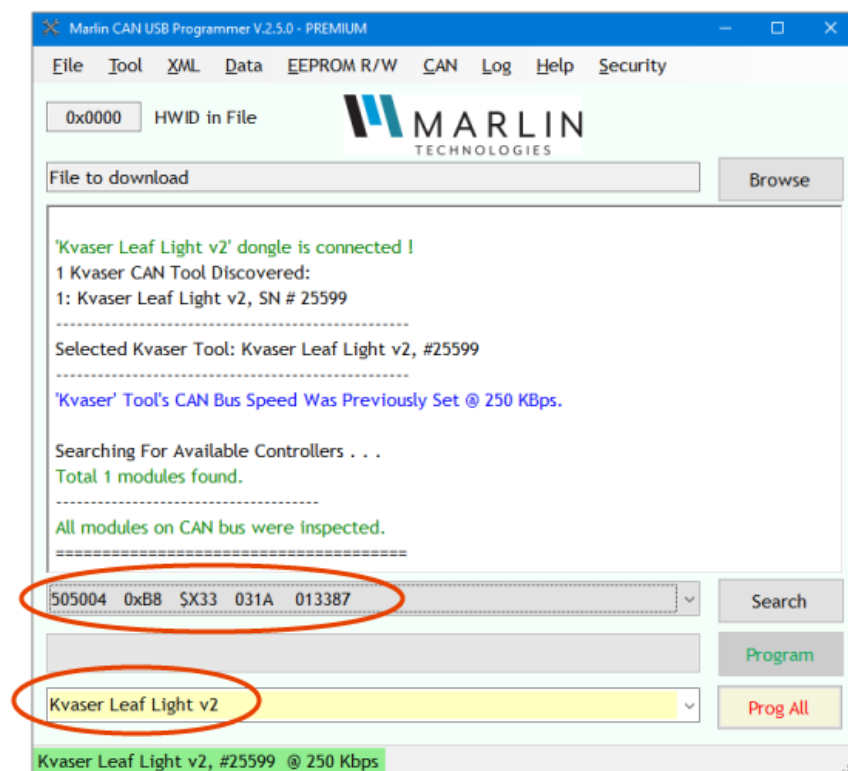 Marlin CAN USB Programmer V.2.5.0 - PREMIUM
File Tool XML Data EEPROM R/W CAN Log Help Security
0x0000 HWID in File
MARLIN
TECHNOLOGIES
File to download Browse
'Kvaser Leaf Light v2' dongle is connected !
1 Kvaser CAN Tool Discovered:
1: Kvaser Leaf Light v2, SN # 25599
--------------------------------------------------
Selected Kvaser Tool: Kvaser Leaf Light v2, #25599
--------------------------------------------------
'Kvaser' Tool's CAN Bus Speed Was Previously Set @ 250 KBps.
Searching For Available Controllers . . .
Total 1 modules found.
-------------------------------------
All modules on CAN bus were inspected.
======================================
505004 0xB8 $X33 031A 013387 Search
Program
Kvaser Leaf Light v2 Prog All
Kvaser Leaf Light v2, #25599 @ 250 Kbps